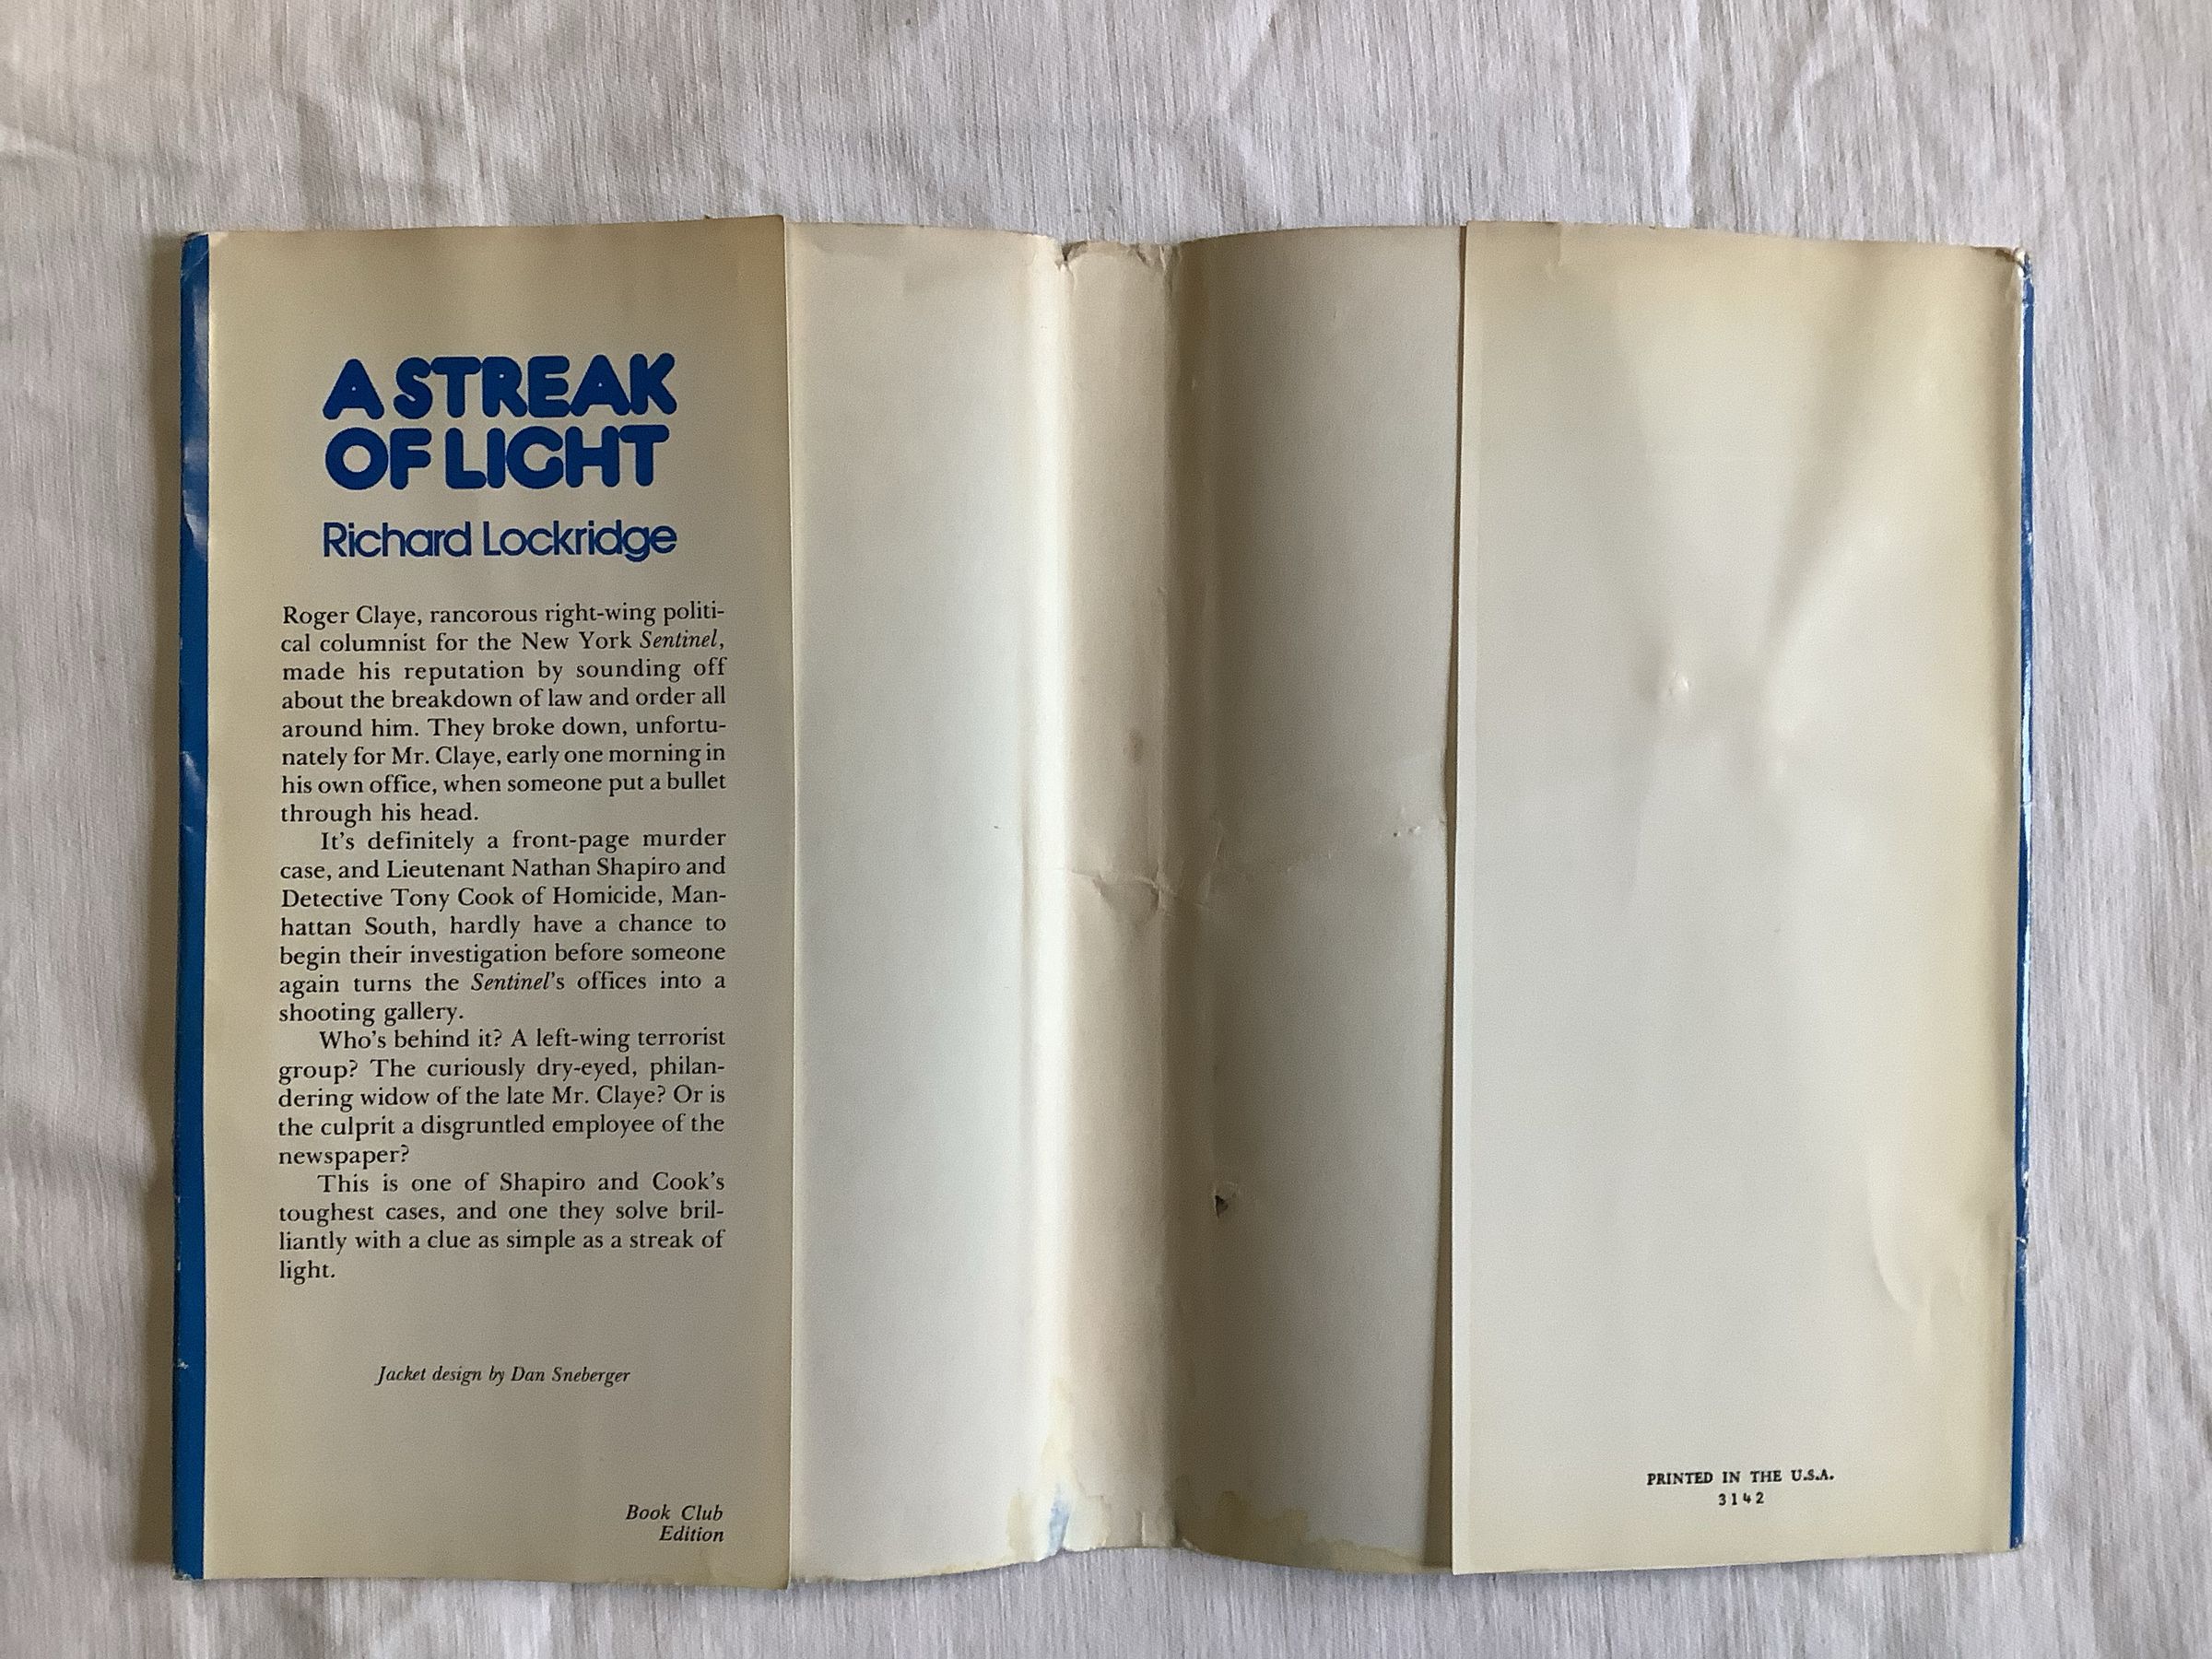 A STREAK
OF LIGHT
Richard Lockridge
Roger Claye, rancorous right-wing politi-
cal columnist for the New York Sentinel,
made his reputation by sounding off
about the breakdown of law and order all
around him. They broke down, unfortu-
nately for Mr. Claye, early one morning in
his own office, when someone put a bullet
through his head.
It's definitely a front-page murder
case, and Lieutenant Nathan Shapiro and
Detective Tony Cook of Homicide, Man-
hattan South, hardly have a chance to
begin their investigation before someone
again turns the Sentinel's offices into a
shooting gallery.
Who's behind it? A left-wing terrorist
group? The curiously dry-eyed, philan-
dering widow of the late Mr. Claye? Or is
the culprit a disgruntled employee of the
newspaper?
This is one of Shapiro and Cook's
toughest cases, and one they solve bril-
liantly with a clue as simple as a streak of
light.
Jacket design by Dan Sneberger
Book Club
Edition
PRINTED IN THE U.S.A.
3142